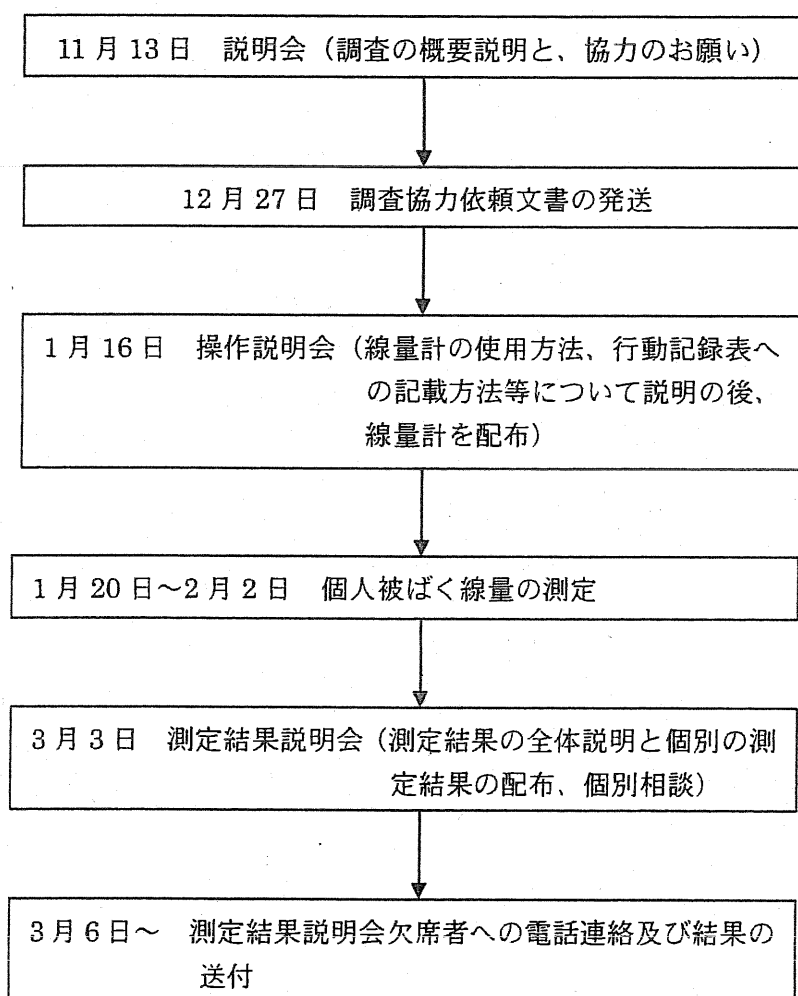 11月13日　説明会（調査の概要説明と、協力のお願い）
12月27日　調査協力依頼文書の発送
1月16日　操作説明会（線量計の使用方法、行動記録表へ
の記載方法等について説明の後、
線量計を配布）
1月20日～2月2日　個人被ばく線量の測定
3月3日　測定結果説明会（測定結果の全体説明と個別の測
定結果の配布、個別相談）
3月6日～　測定結果説明会欠席者への電話連絡及び結果の
送付